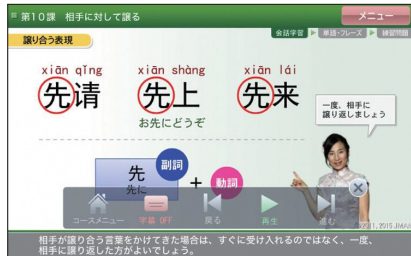 第10課 相手に対して譲る
メニュー
会話学習 ▶ 単語・フレーズ ▶ 練習問題
譲り合う表現
xiān qǐng xiān shàng xiān lái
先请 先上 先来
お先にどうぞ
一度、相手に
譲り返しましょう
先 副詞
先に + 動詞
コースメニュー 字幕 OFF 戻る 再生 進む
2011, 2015 JMAM
相手が譲り合う言葉をかけてきた場合は、すぐに受け入れるのではなく、一度、
相手に譲り返した方がよいでしょう。